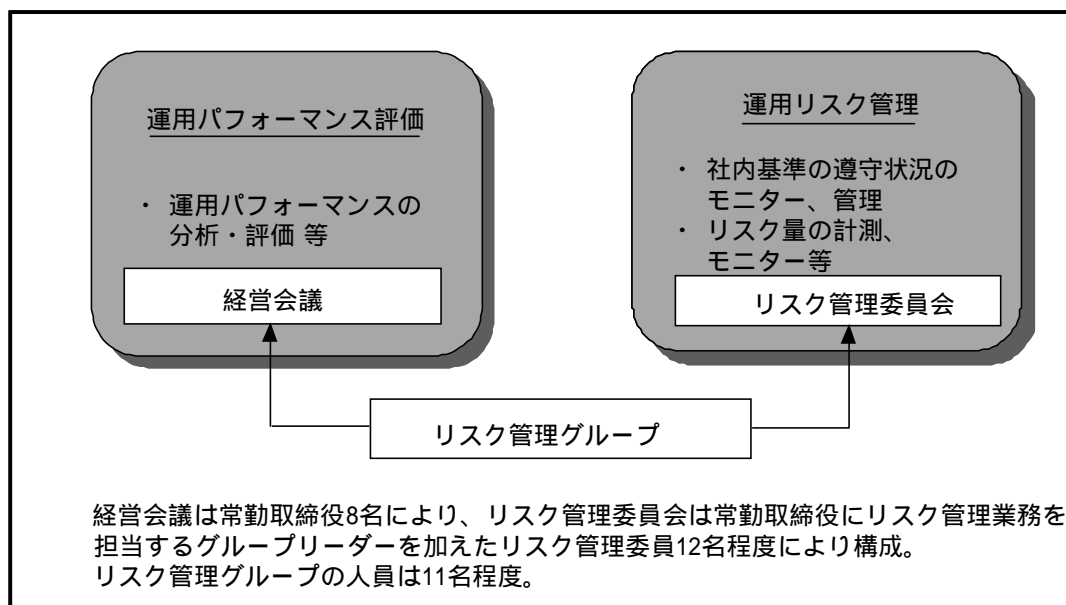 運用パフォーマンス評価
・ 運用パフォーマンスの
分析・評価 等
経営会議
運用リスク管理
・ 社内基準の遵守状況の
モニター、管理
・ リスク量の計測、
モニター等
リスク管理委員会
リスク管理グループ
経営会議は常勤取締役8名により、リスク管理委員会は常勤取締役にリスク管理業務を
担当するグループリーダーを加えたリスク管理委員12名程度により構成。
リスク管理グループの人員は11名程度。